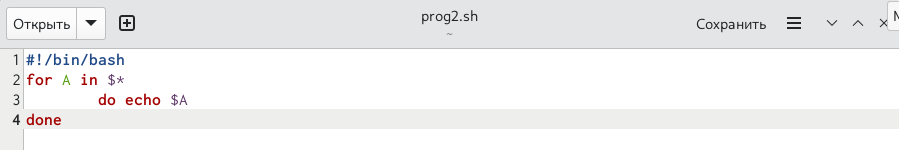 Открыть
prog2.sh
~
Сохранить
1 #!/bin/bash
2 for A in $*
3 do echo $A
4 done